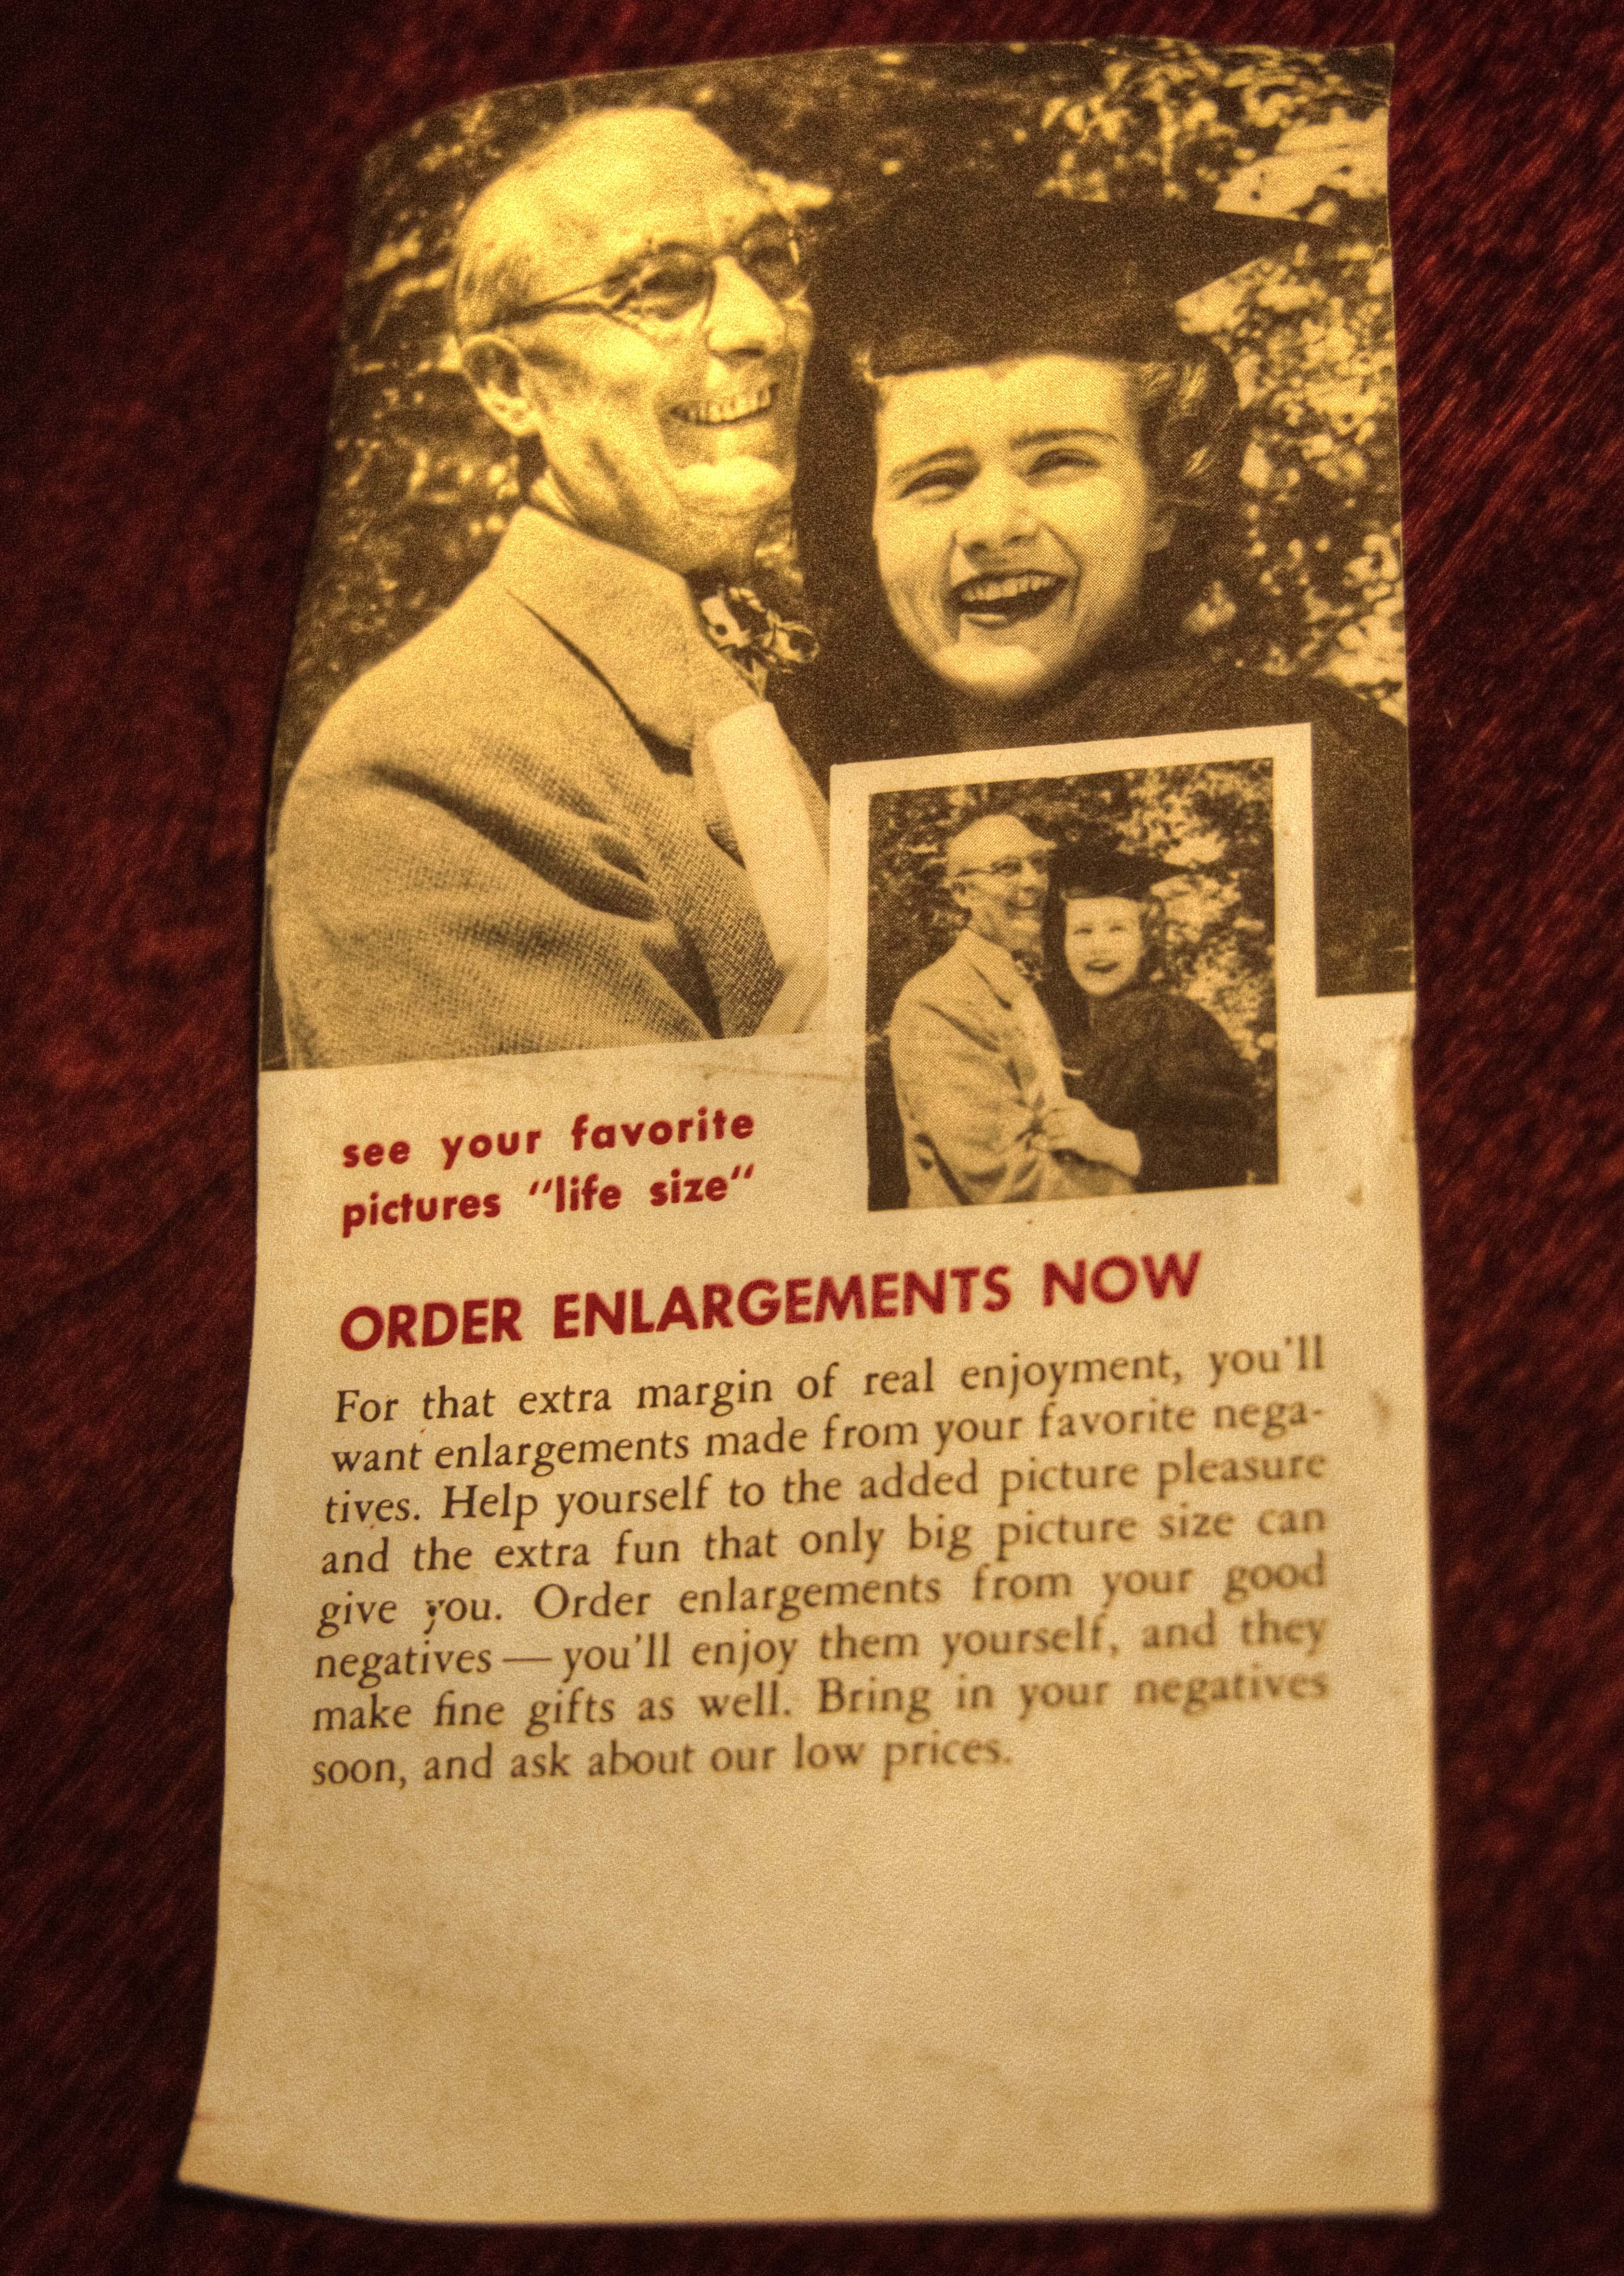 see your favorite
pictures “life size“
ORDER ENLARGEMENTS NOW
For that extra margin of real enjoyment, you'll
want enlargements made from your favorite nega-
tives. Help yourself to the added picture pleasure
and the extra fun that only big picture size can
give you. Order enlargements from your good
negatives — you'll enjoy them yourself, and they
make fine gifts as well. Bring in your negatives
soon, and ask about our low prices.